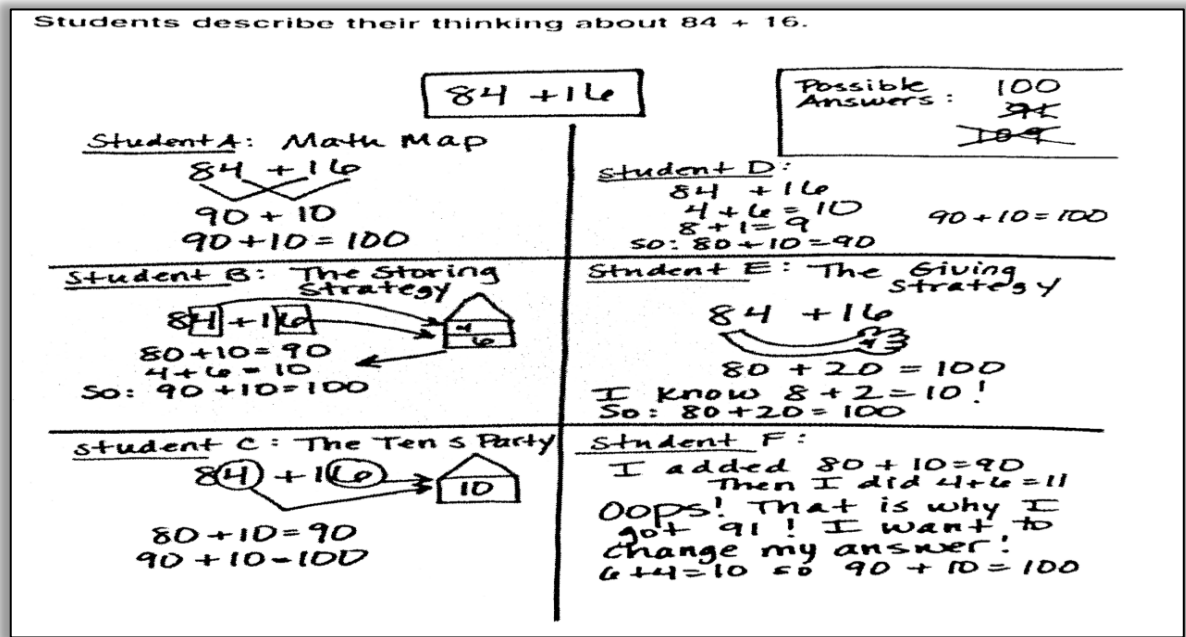 Students describe their thinking about 84 + 16.
84 + 16
Possible Answers: 100
91
109
Student A: Math Map
84 + 16
90 + 10
90 + 10 = 100
Student B: The Storing
Strategy
84 + 16
4
6
80 + 10 = 90
4 + 6 = 10
So: 90 + 10 = 100
Student C: The Tens Party
84 + 16
10
80 + 10 = 90
90 + 10 = 100
Student D:
84 + 16
4 + 6 = 10
8 + 1 = 9
90 + 10 = 100
so: 80 + 10 = 90
Student E: The Giving
Strategy
84 + 16
4
80 + 20 = 100
I know 8 + 2 = 10!
So: 80 + 20 = 100
Student F:
I added 80 + 10 = 90
Then I did 4 + 6 = 11
Oops! That is why I
got 91! I want to
change my answer!
6 + 4 = 10 so 90 + 10 = 100